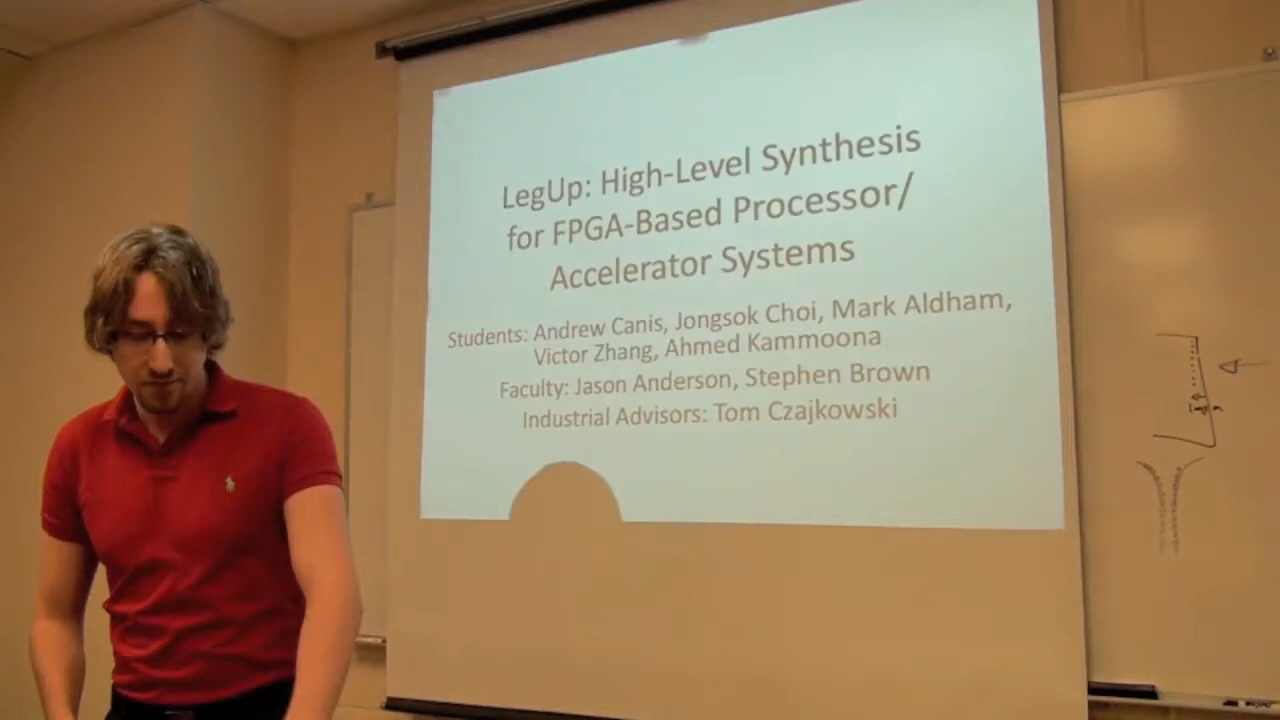 LegUp: High-Level Synthesis
for FPGA-Based Processor/
Accelerator Systems
Students: Andrew Canis, Jongsok Choi, Mark Aldham,
Victor Zhang, Ahmed Kammoona
Faculty: Jason Anderson, Stephen Brown
Industrial Advisors: Tom Czajkowski